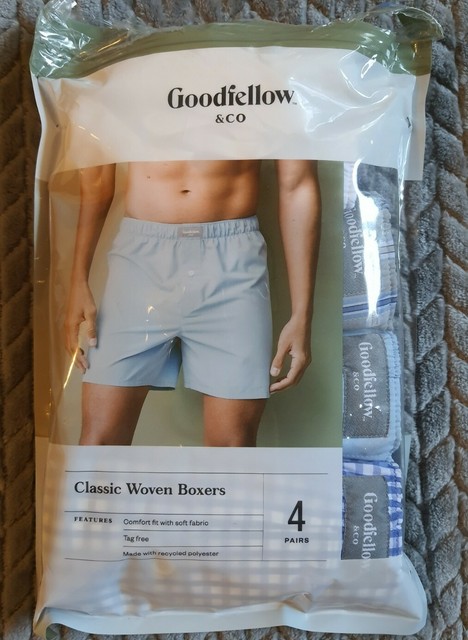 Goodfellow
&CO
Goodfellow
Goodfellow
&CO
Goodfellow
&CO
Classic Woven Boxers
FEATURES
Comfort fit with soft fabric
Tag free
Made with recycled polyester
4
PAIRS